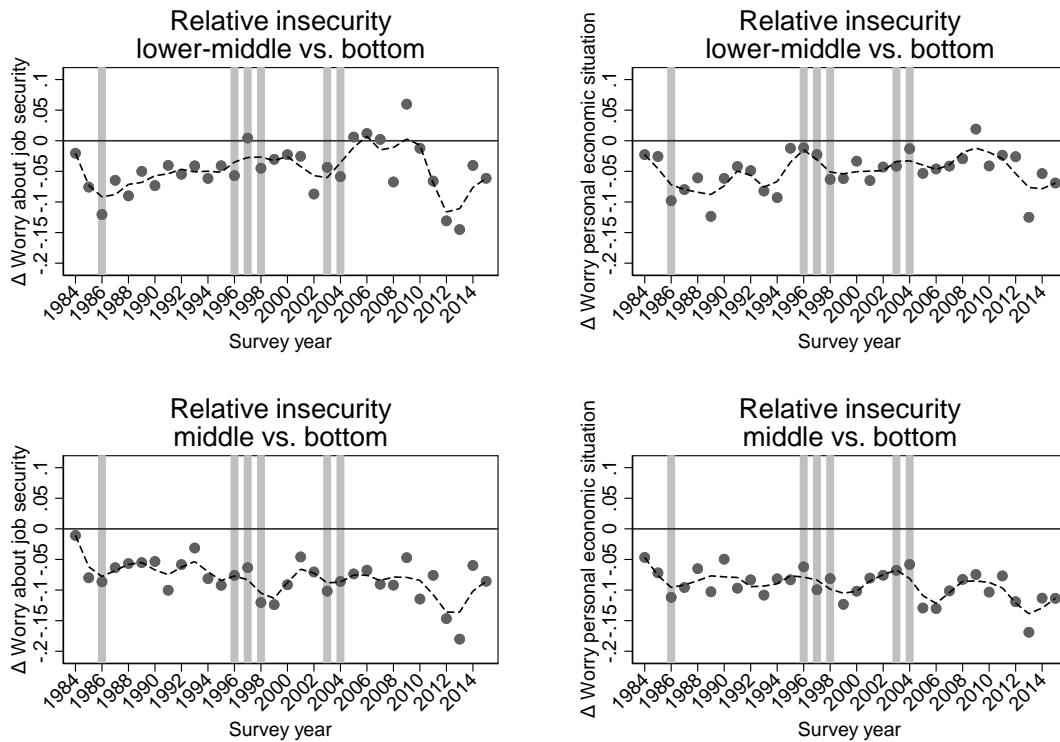 Relative insecurity
lower-middle vs. bottom
Δ Worry about job security
-.2 -.15 -.1 -.05 0 .05 .1
1984 1986 1988 1990 1992 1994 1996 1998 2000 2002 2004 2006 2008 2010 2012 2014
Survey year
Relative insecurity
lower-middle vs. bottom
Δ Worry personal economic situation
-.2 -.15 -.1 -.05 0 .05 .1
1984 1986 1988 1990 1992 1994 1996 1998 2000 2002 2004 2006 2008 2010 2012 2014
Survey year
Relative insecurity
middle vs. bottom
Δ Worry about job security
-.2 -.15 -.1 -.05 0 .05 .1
1984 1986 1988 1990 1992 1994 1996 1998 2000 2002 2004 2006 2008 2010 2012 2014
Survey year
Relative insecurity
middle vs. bottom
Δ Worry personal economic situation
-.2 -.15 -.1 -.05 0 .05 .1
1984 1986 1988 1990 1992 1994 1996 1998 2000 2002 2004 2006 2008 2010 2012 2014
Survey year